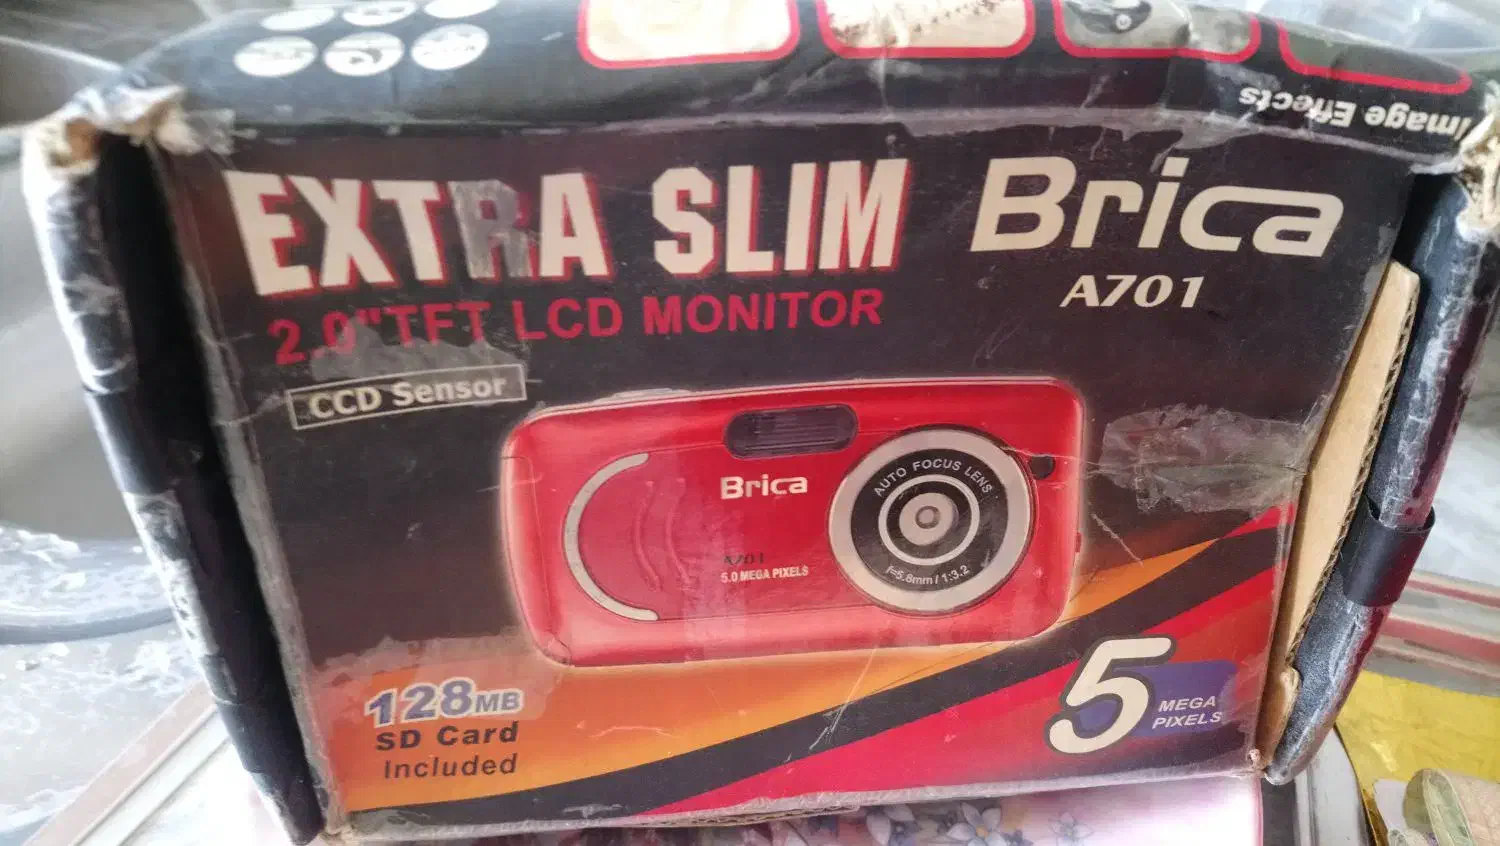 Image Effects
EXTRA SLIM
Brica
A701
2.0"TFT LCD MONITOR
CCD Sensor
AUTO FOCUS LENS
Brica
A701
5.0 MEGA PIXELS
f=5.8mm / 1:3.2
128MB
SD Card
Included
5
MEGA
PIXELS